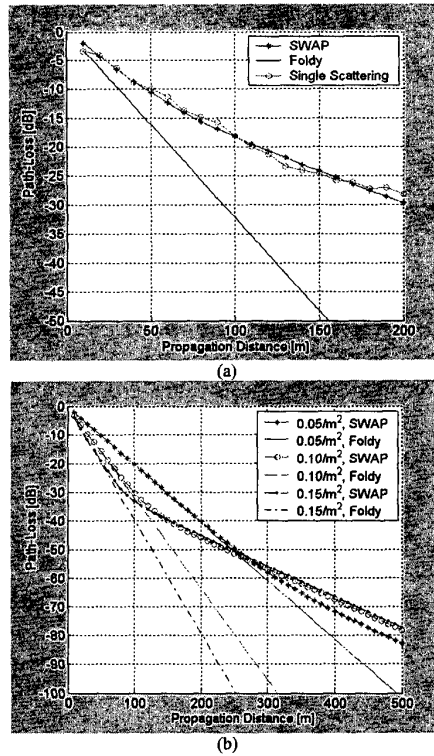 0
-5
-10
-15
-20
-25
-30
-35
-40
-45
-50
Path-Loss [dB]
SWAP
Foldy
Single Scattering
0 50 100 150 200
Propagation Distance [m]
(a)
0
-10
-20
-30
-40
-50
-60
-70
-80
-90
-100
Path-Loss [dB]
0.05/m², SWAP
0.05/m², Foldy
0.10/m², SWAP
0.10/m², Foldy
0.15/m², SWAP
0.15/m², Foldy
0 100 200 300 400 500
Propagation Distance [m]
(b)